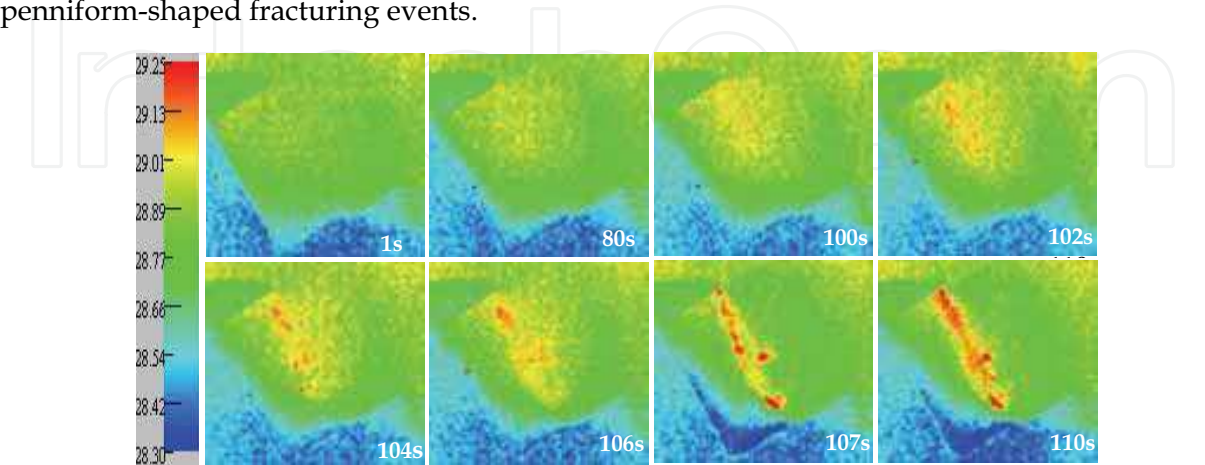 penniform-shaped fracturing events.
29.25
29.13
29.01
28.89
28.77
28.66
28.54
28.42
28.30
1s
80s
100s
102s
104s
106s
107s
110s